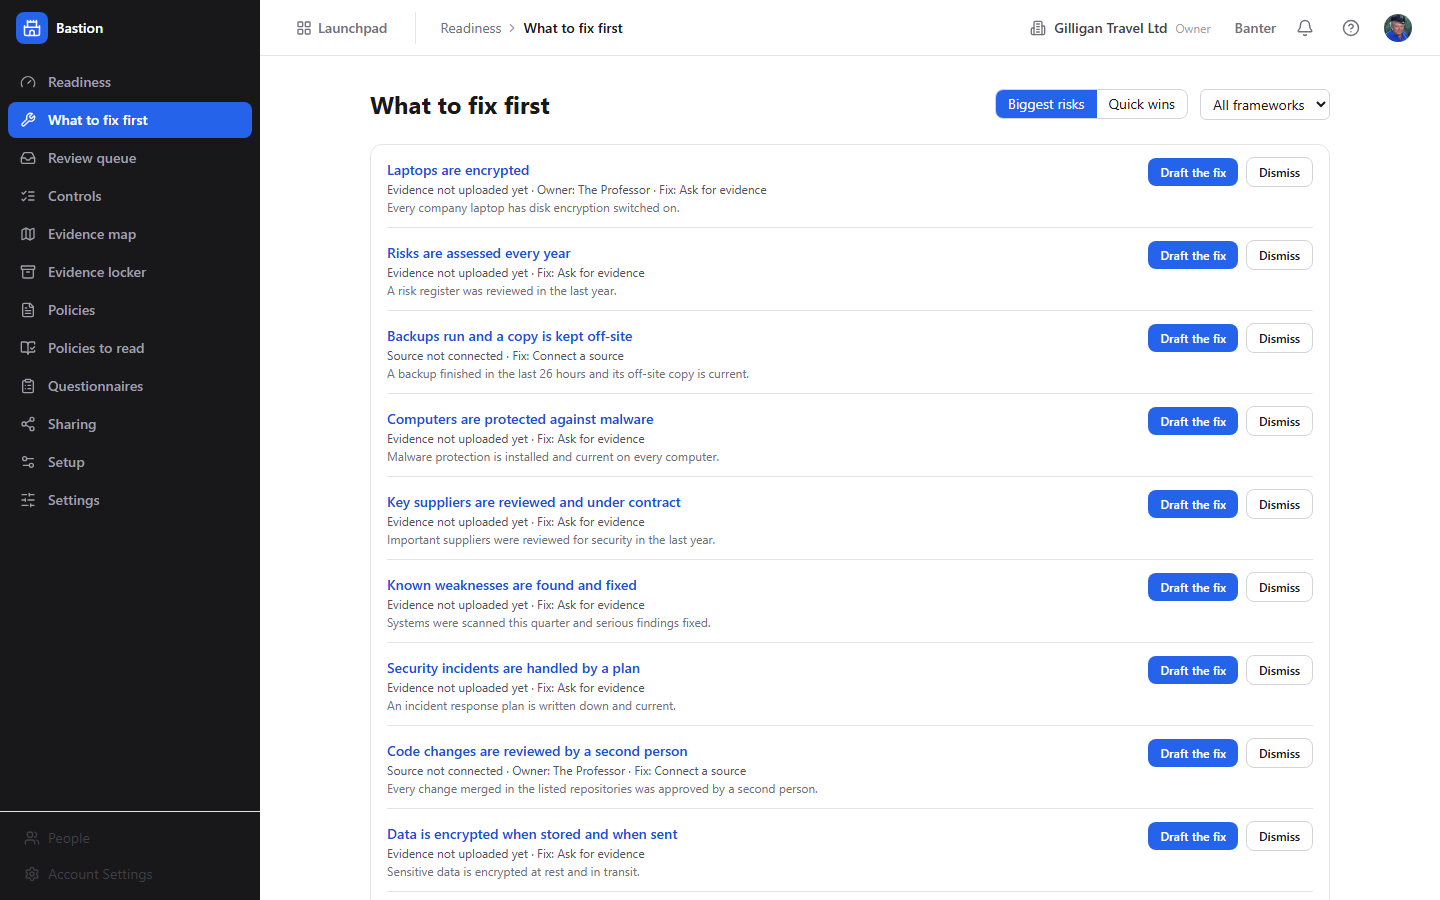 Bastion
Readiness
What to fix first
Review queue
Controls
Evidence map
Evidence locker
Policies
Policies to read
Questionnaires
Sharing
Setup
Settings
People
Account Settings
Launchpad
Readiness > What to fix first
Gilligan Travel Ltd Owner
Banter
What to fix first
Biggest risks
Quick wins
All frameworks
Laptops are encrypted
Evidence not uploaded yet · Owner: The Professor · Fix: Ask for evidence
Every company laptop has disk encryption switched on.
Draft the fix
Dismiss
Risks are assessed every year
Evidence not uploaded yet · Fix: Ask for evidence
A risk register was reviewed in the last year.
Draft the fix
Dismiss
Backups run and a copy is kept off-site
Source not connected · Fix: Connect a source
A backup finished in the last 26 hours and its off-site copy is current.
Draft the fix
Dismiss
Computers are protected against malware
Evidence not uploaded yet · Fix: Ask for evidence
Malware protection is installed and current on every computer.
Draft the fix
Dismiss
Key suppliers are reviewed and under contract
Evidence not uploaded yet · Fix: Ask for evidence
Important suppliers were reviewed for security in the last year.
Draft the fix
Dismiss
Known weaknesses are found and fixed
Evidence not uploaded yet · Fix: Ask for evidence
Systems were scanned this quarter and serious findings fixed.
Draft the fix
Dismiss
Security incidents are handled by a plan
Evidence not uploaded yet · Fix: Ask for evidence
An incident response plan is written down and current.
Draft the fix
Dismiss
Code changes are reviewed by a second person
Source not connected · Owner: The Professor · Fix: Connect a source
Every change merged in the listed repositories was approved by a second person.
Draft the fix
Dismiss
Data is encrypted when stored and when sent
Evidence not uploaded yet · Fix: Ask for evidence
Sensitive data is encrypted at rest and in transit.
Draft the fix
Dismiss